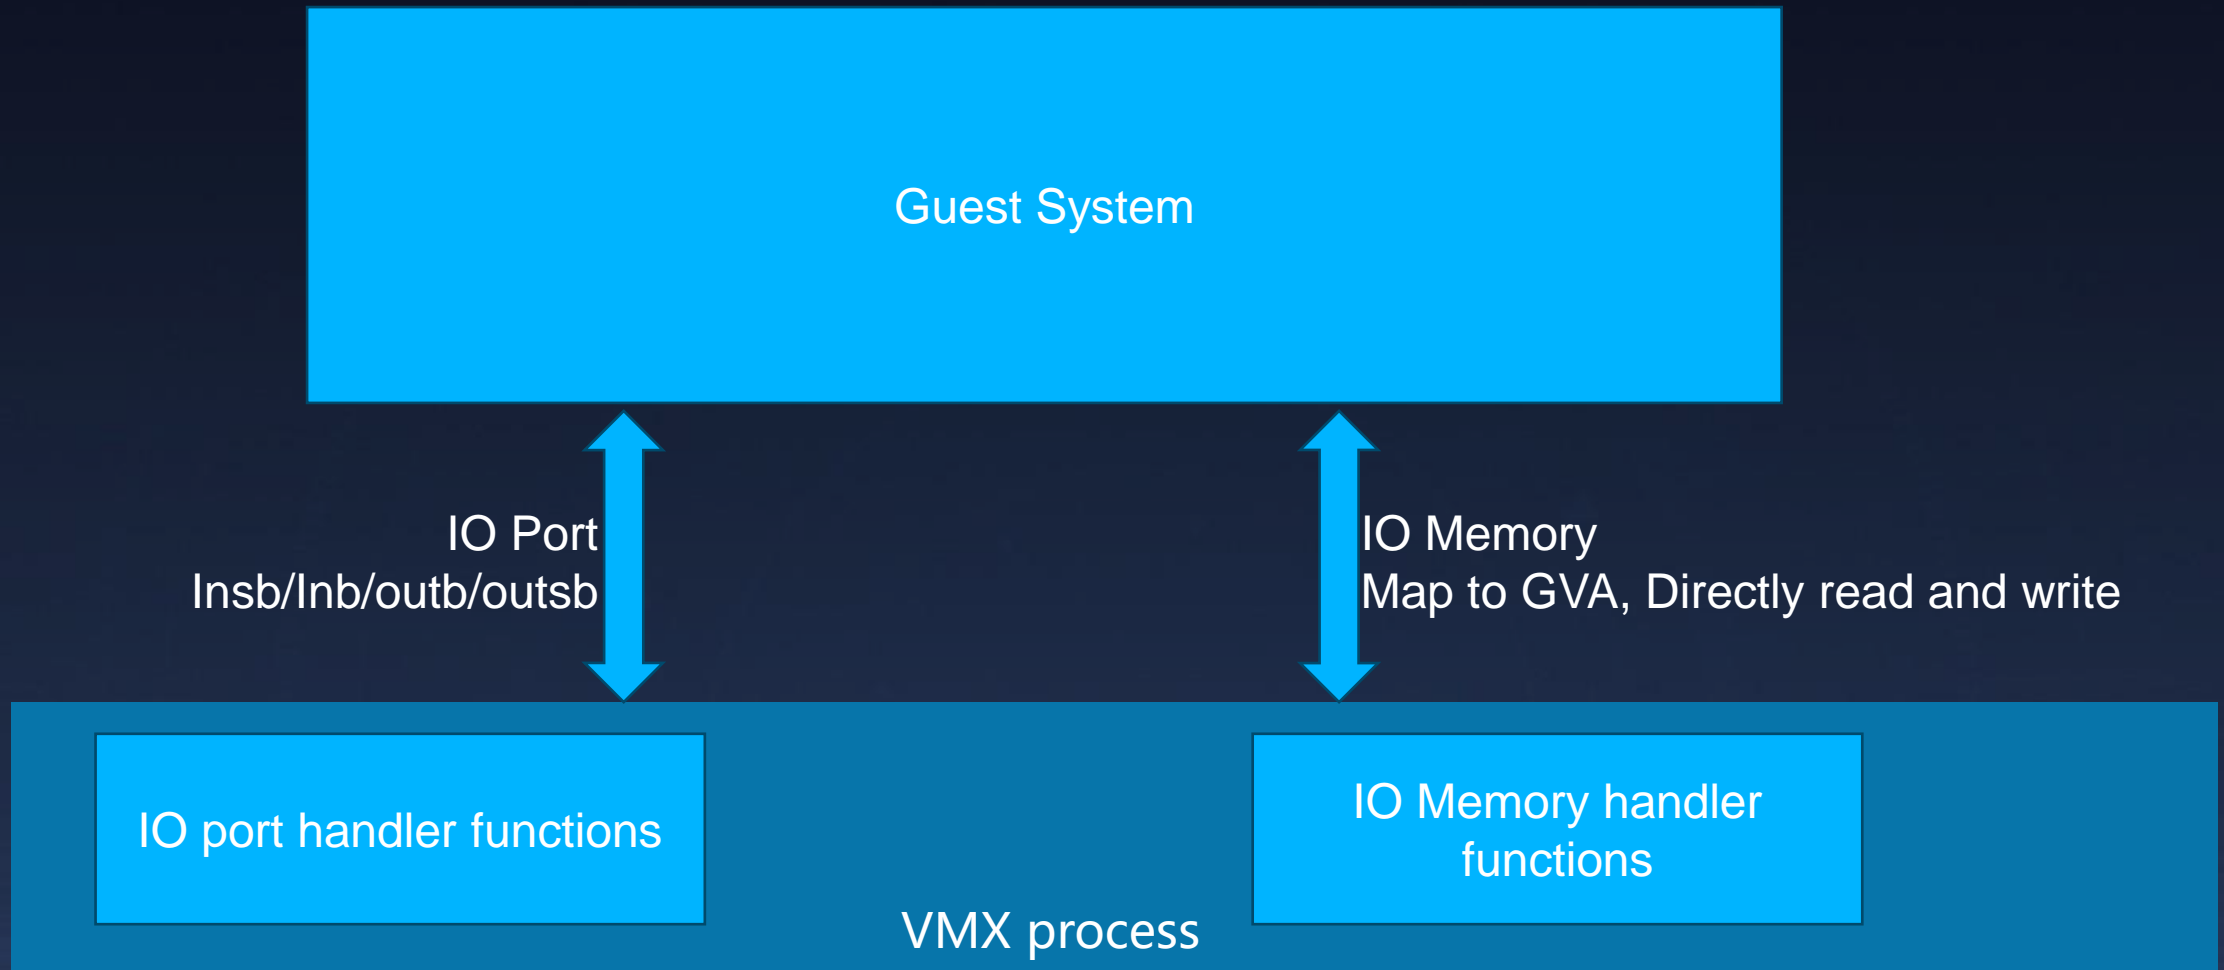 Guest System
IO Port
Insb/Inb/outb/outsb
IO Memory
Map to GVA, Directly read and write
IO port handler functions
IO Memory handler
functions
VMX process